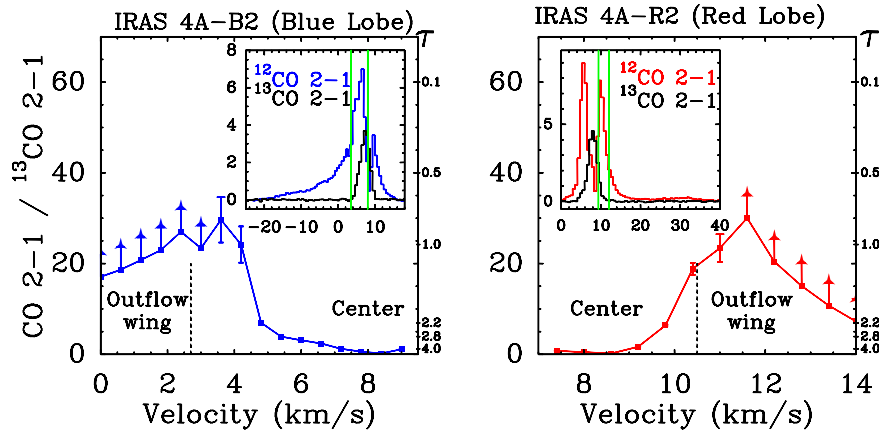 IRAS 4A-B2 (Blue Lobe)
IRAS 4A-R2 (Red Lobe)
CO 2-1 / ¹³CO 2-1
60
40
20
0
0 2 4 6 8
Velocity (km/s)
τ
0.1
0.5
1.0
2.2
2.8
4.0
Outflow
wing
Center
¹²CO 2-1
¹³CO 2-1
8
6
4
2
0
-20 -10 0 10
60
40
20
0
8 10 12 14
Velocity (km/s)
τ
0.1
0.5
1.0
2.2
2.8
4.0
Center
Outflow
wing
¹²CO 2-1
¹³CO 2-1
.5
0
0 10 20 30 40